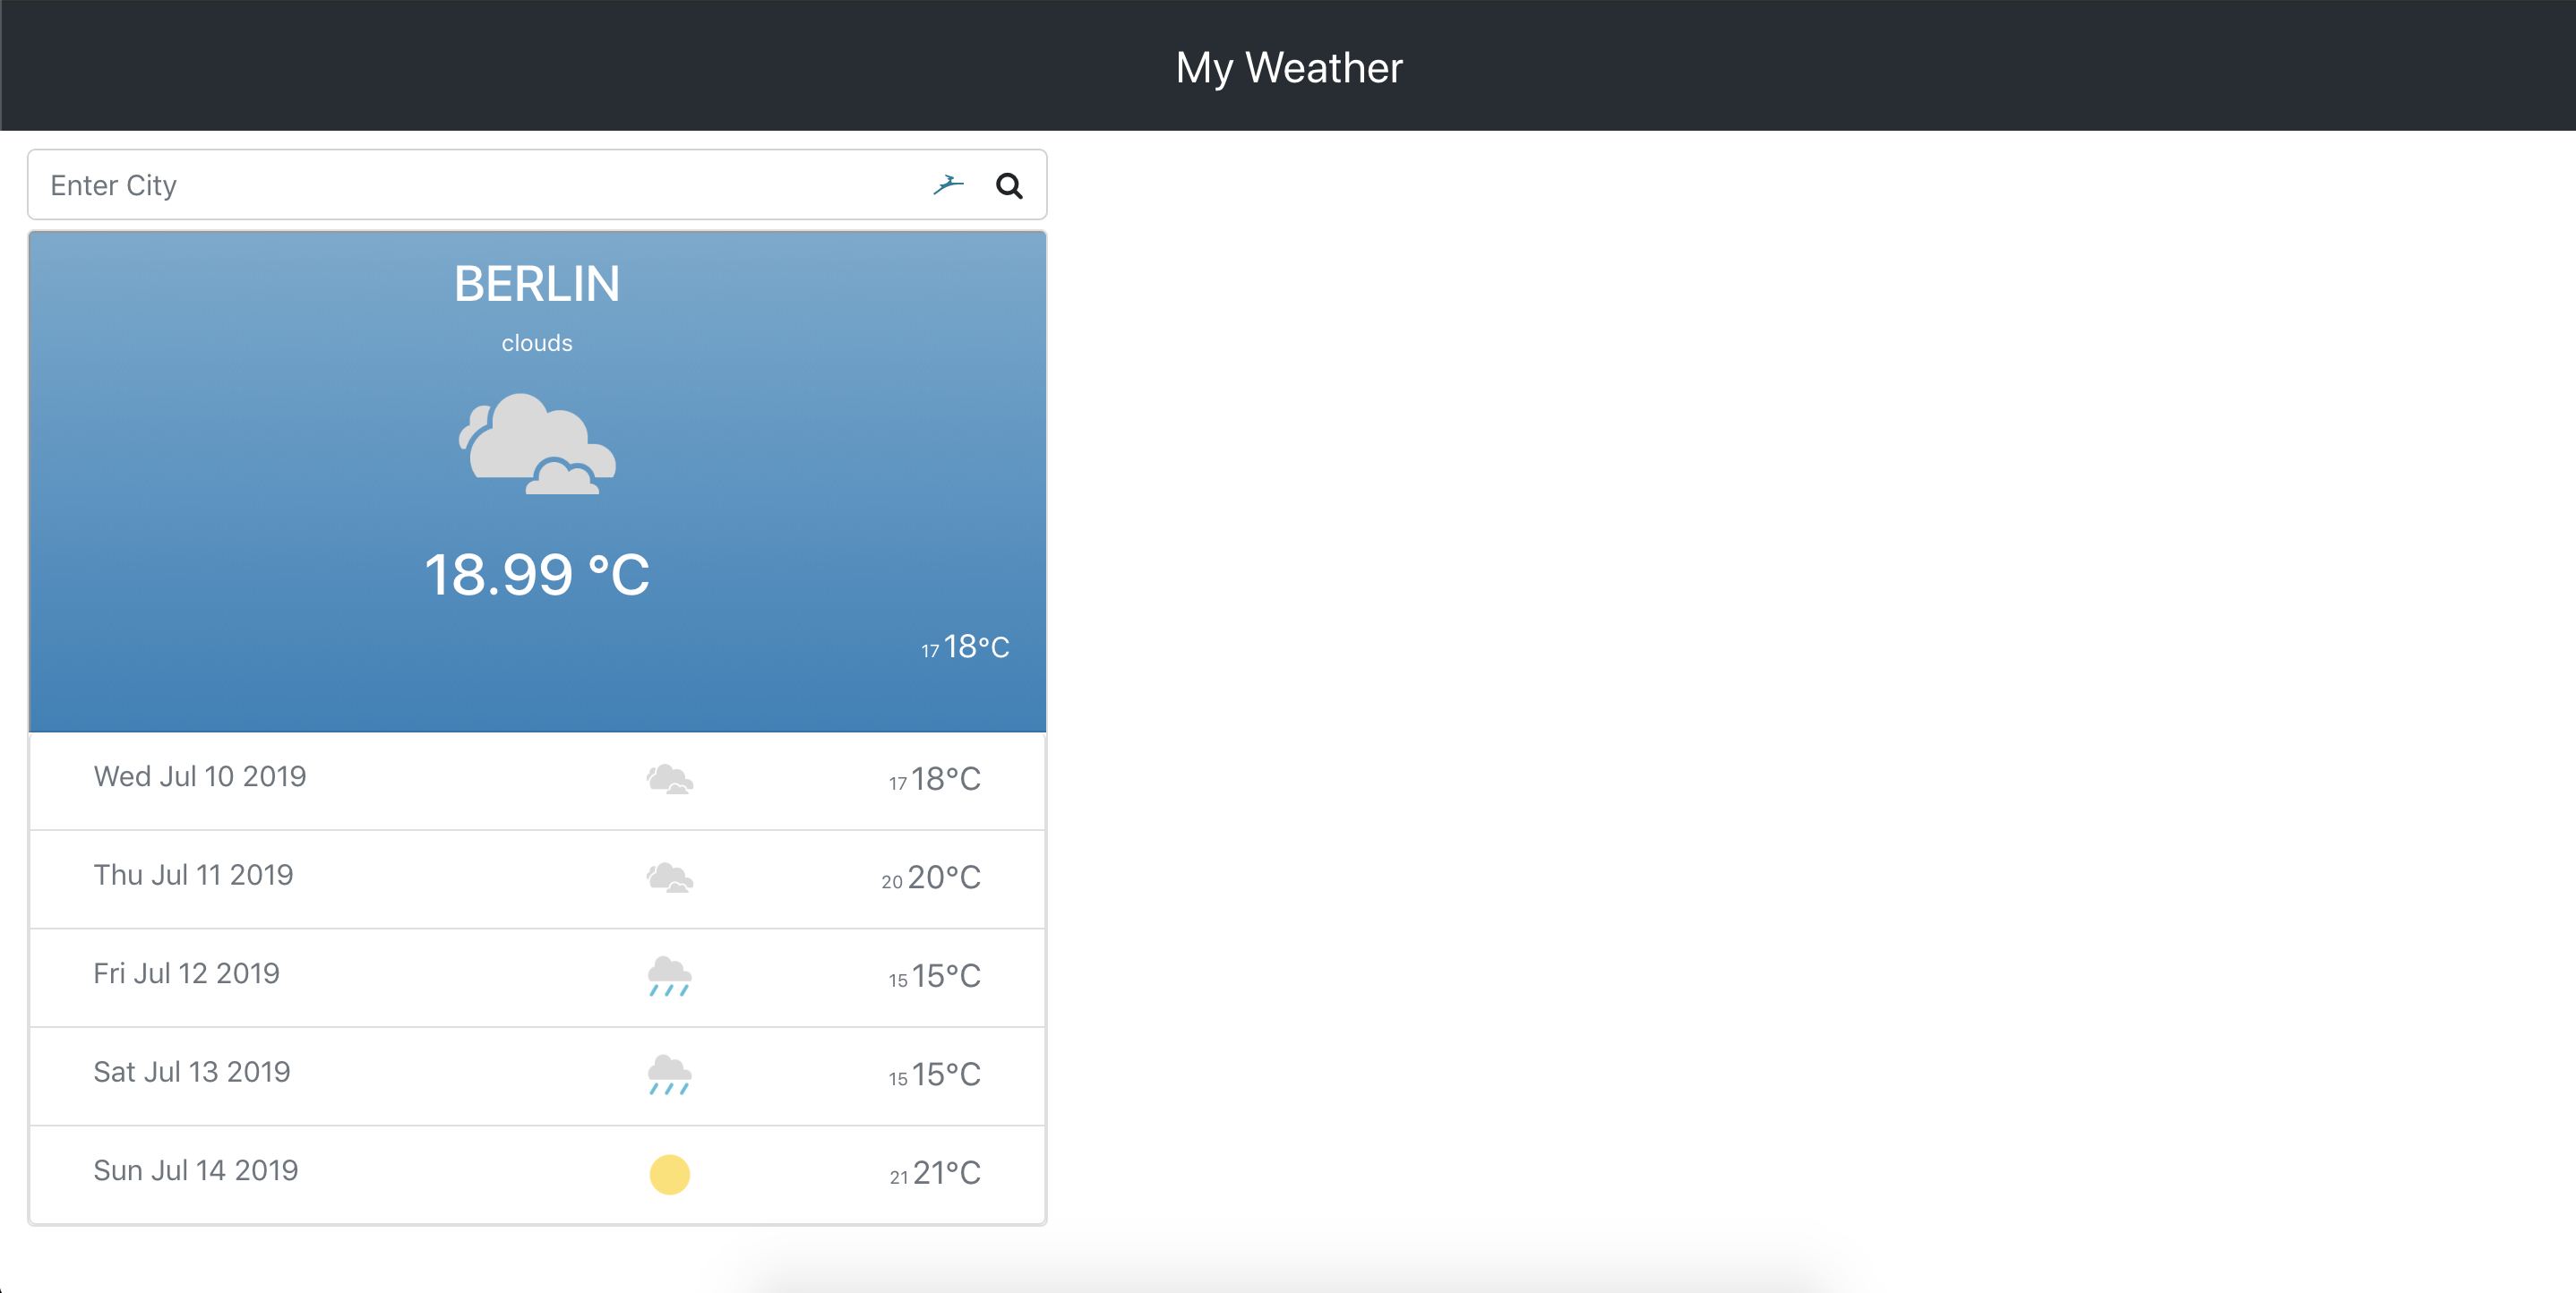 My Weather
Enter City
BERLIN
clouds
18.99 °C
17 18°C
Wed Jul 10 2019 17 18°C
Thu Jul 11 2019 20 20°C
Fri Jul 12 2019 15 15°C
Sat Jul 13 2019 15 15°C
Sun Jul 14 2019 21 21°C